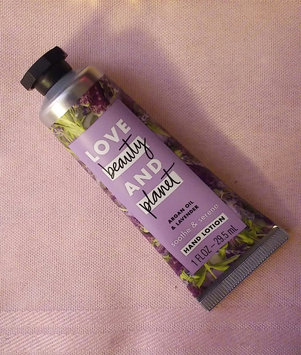 LOVE
beauty
AND
planet
ARGAN OIL
& LAVENDER
soothe & serene
HAND LOTION
1 FL OZ - 29.5 mL